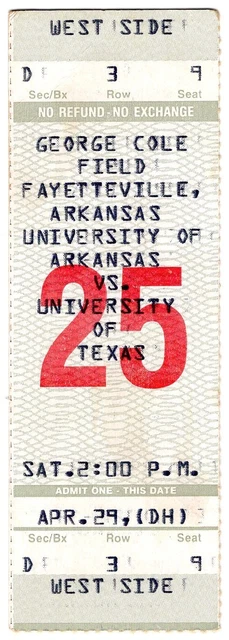 WEST SIDE
D 3 9
Sec/Bx Row Seat
NO REFUND - NO EXCHANGE
GEORGE COLE
FIELD
FAYETTEVILLE,
ARKANSAS
UNIVERSITY OF
ARKANSAS
VS.
25
UNIVERSITY
OF
TEXAS
SAT.2:00 P.M.
ADMIT ONE - THIS DATE
APR.29,(DH)
Sec/Bx Row Seat
D 3 9
WEST SIDE